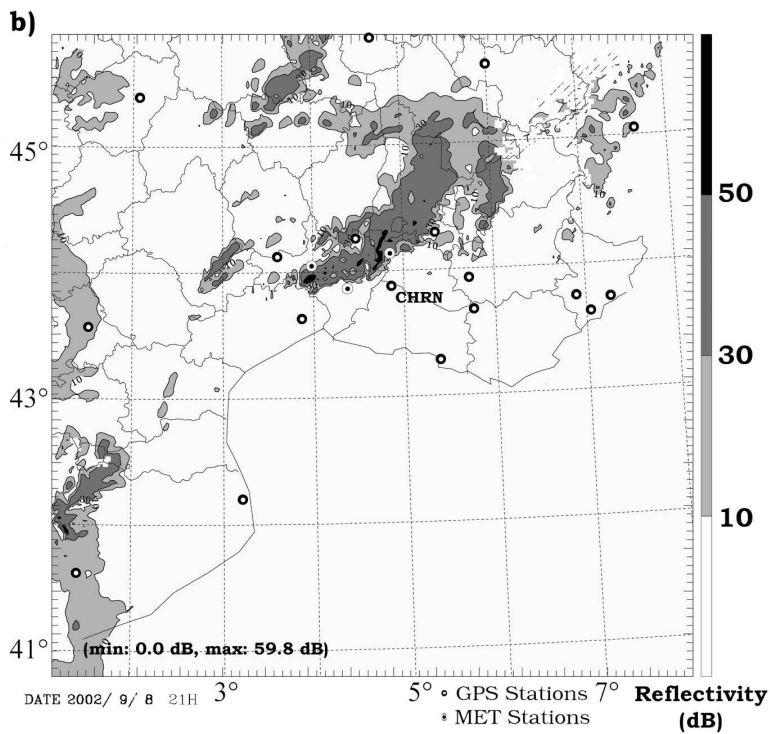 b)
45°
43°
41°
CHRN
(min: 0.0 dB, max: 59.8 dB)
DATE 2002/ 9/ 8 21H
3°
5°
7°
GPS Stations
MET Stations
50
30
10
Reflectivity
(dB)